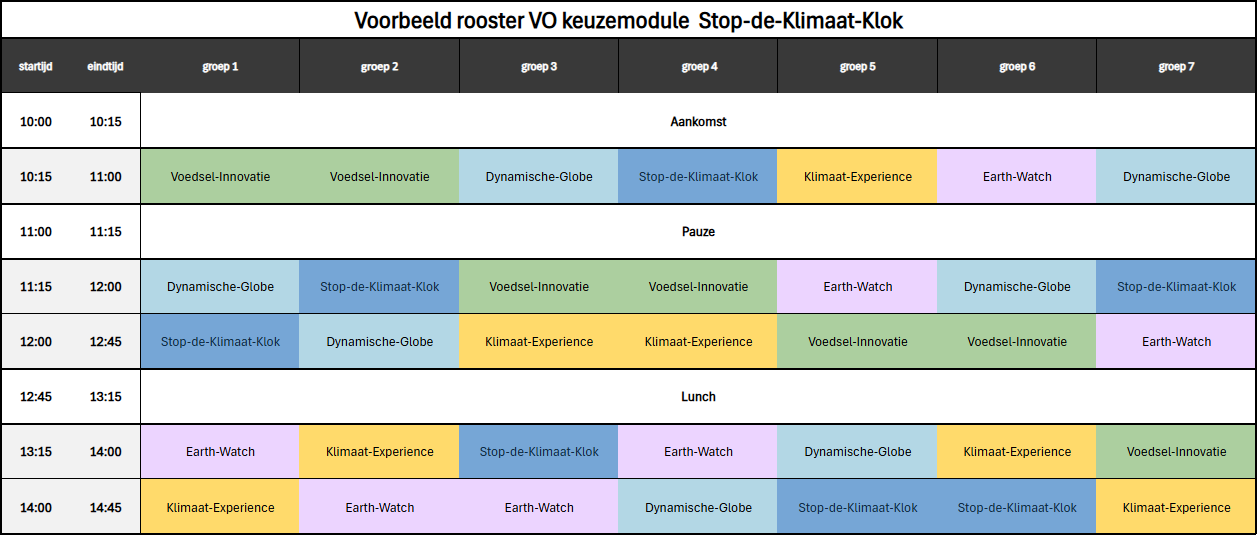 Voorbeeld rooster VO keuzemodule  Stop-de-Klimaat-Klok
startijd eindtijd groep 1 groep 2 groep 3 groep 4 groep 5 groep 6 groep 7
10:00 10:15 Aankomst
10:15 11:00 Voedsel-Innovatie Voedsel-Innovatie Dynamische-Globe Stop-de-Klimaat-Klok Klimaat-Experience Earth-Watch Dynamische-Globe
11:00 11:15 Pauze
11:15 12:00 Dynamische-Globe Stop-de-Klimaat-Klok Voedsel-Innovatie Voedsel-Innovatie Earth-Watch Dynamische-Globe Stop-de-Klimaat-Klok
12:00 12:45 Stop-de-Klimaat-Klok Dynamische-Globe Klimaat-Experience Klimaat-Experience Voedsel-Innovatie Voedsel-Innovatie Earth-Watch
12:45 13:15 Lunch
13:15 14:00 Earth-Watch Klimaat-Experience Stop-de-Klimaat-Klok Earth-Watch Dynamische-Globe Klimaat-Experience Voedsel-Innovatie
14:00 14:45 Klimaat-Experience Earth-Watch Earth-Watch Dynamische-Globe Stop-de-Klimaat-Klok Stop-de-Klimaat-Klok Klimaat-Experience